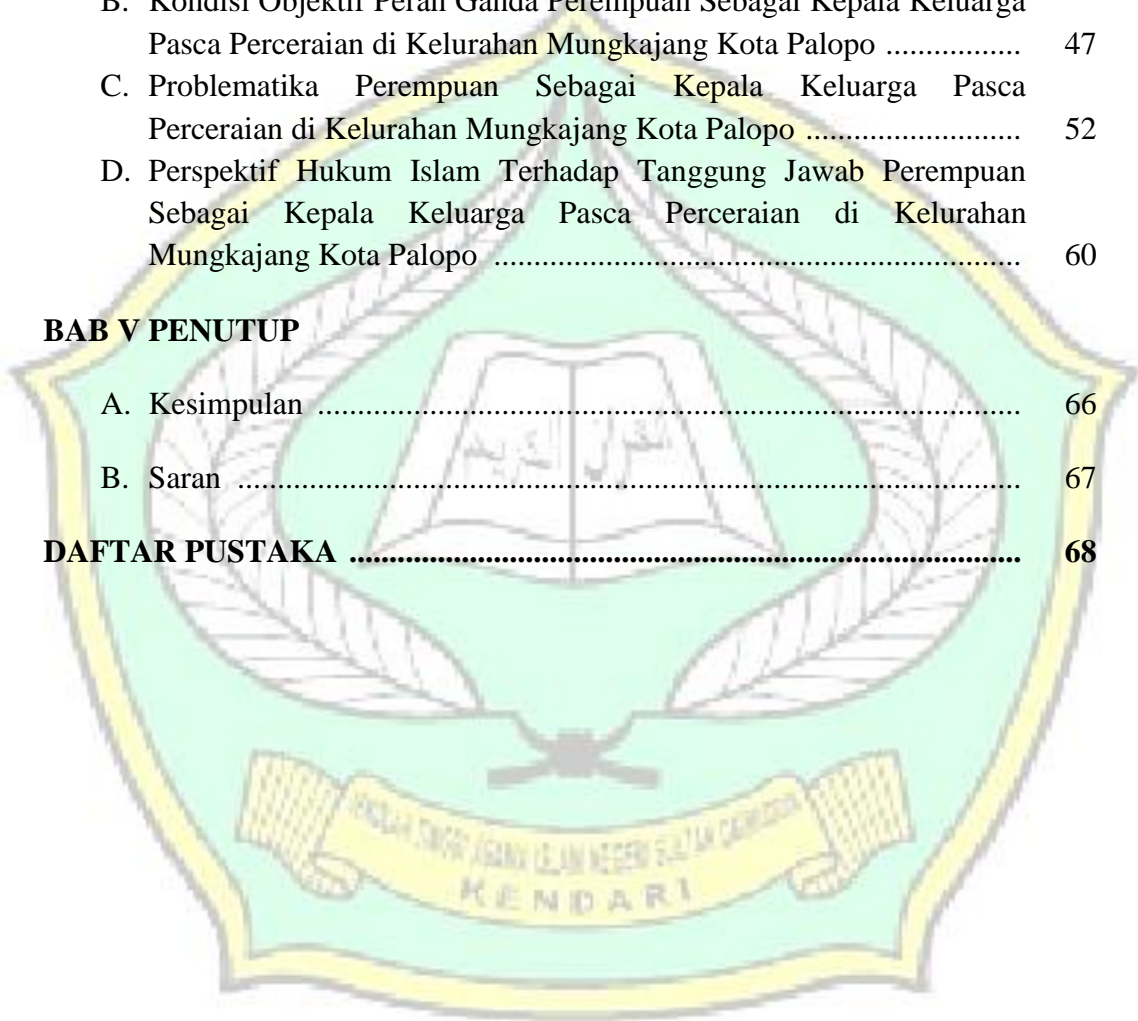 B. Kondisi Objektif Peran Ganda Perempuan Sebagai Kepala Keluarga
Pasca Perceraian di Kelurahan Mungkajang Kota Palopo ................ 47
C. Problematika Perempuan Sebagai Kepala Keluarga Pasca
Perceraian di Kelurahan Mungkajang Kota Palopo ......................... 52
D. Perspektif Hukum Islam Terhadap Tanggung Jawab Perempuan
Sebagai Kepala Keluarga Pasca Perceraian di Kelurahan
Mungkajang Kota Palopo .............................................................. 60
BAB V PENUTUP
A. Kesimpulan ................................................................................... 66
B. Saran ............................................................................................ 67
DAFTAR PUSTAKA ............................................................................... 68
KENDARI